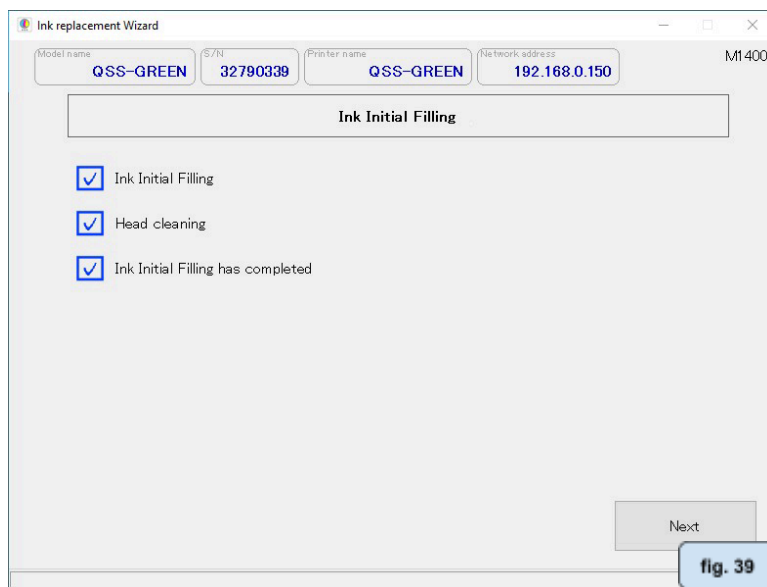 Ink replacement Wizard
Model name S/N Printer name Network address
QSS-GREEN 32790339 QSS-GREEN 192.168.0.150 M1400
Ink Initial Filling
Ink Initial Filling
Head cleaning
Ink Initial Filling has completed
Next
fig. 39